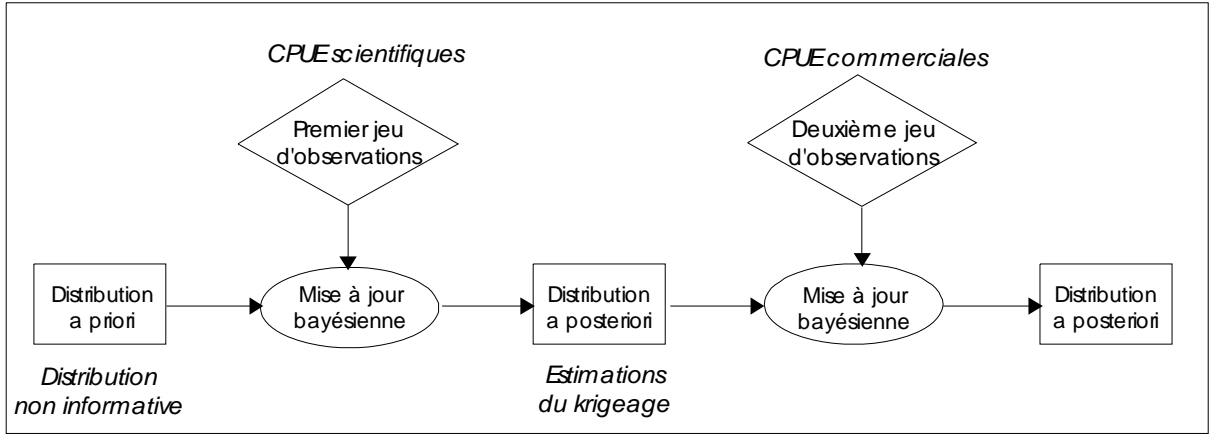 CPUE scientifiques
CPUE commerciales
Premier jeu
d'observations
Deuxième jeu
d'observations
Distribution
a priori
Mise à jour
bayésienne
Distribution
a posteriori
Mise à jour
bayésienne
Distribution
a posteriori
Distribution
non informative
Estimations
du krigeage